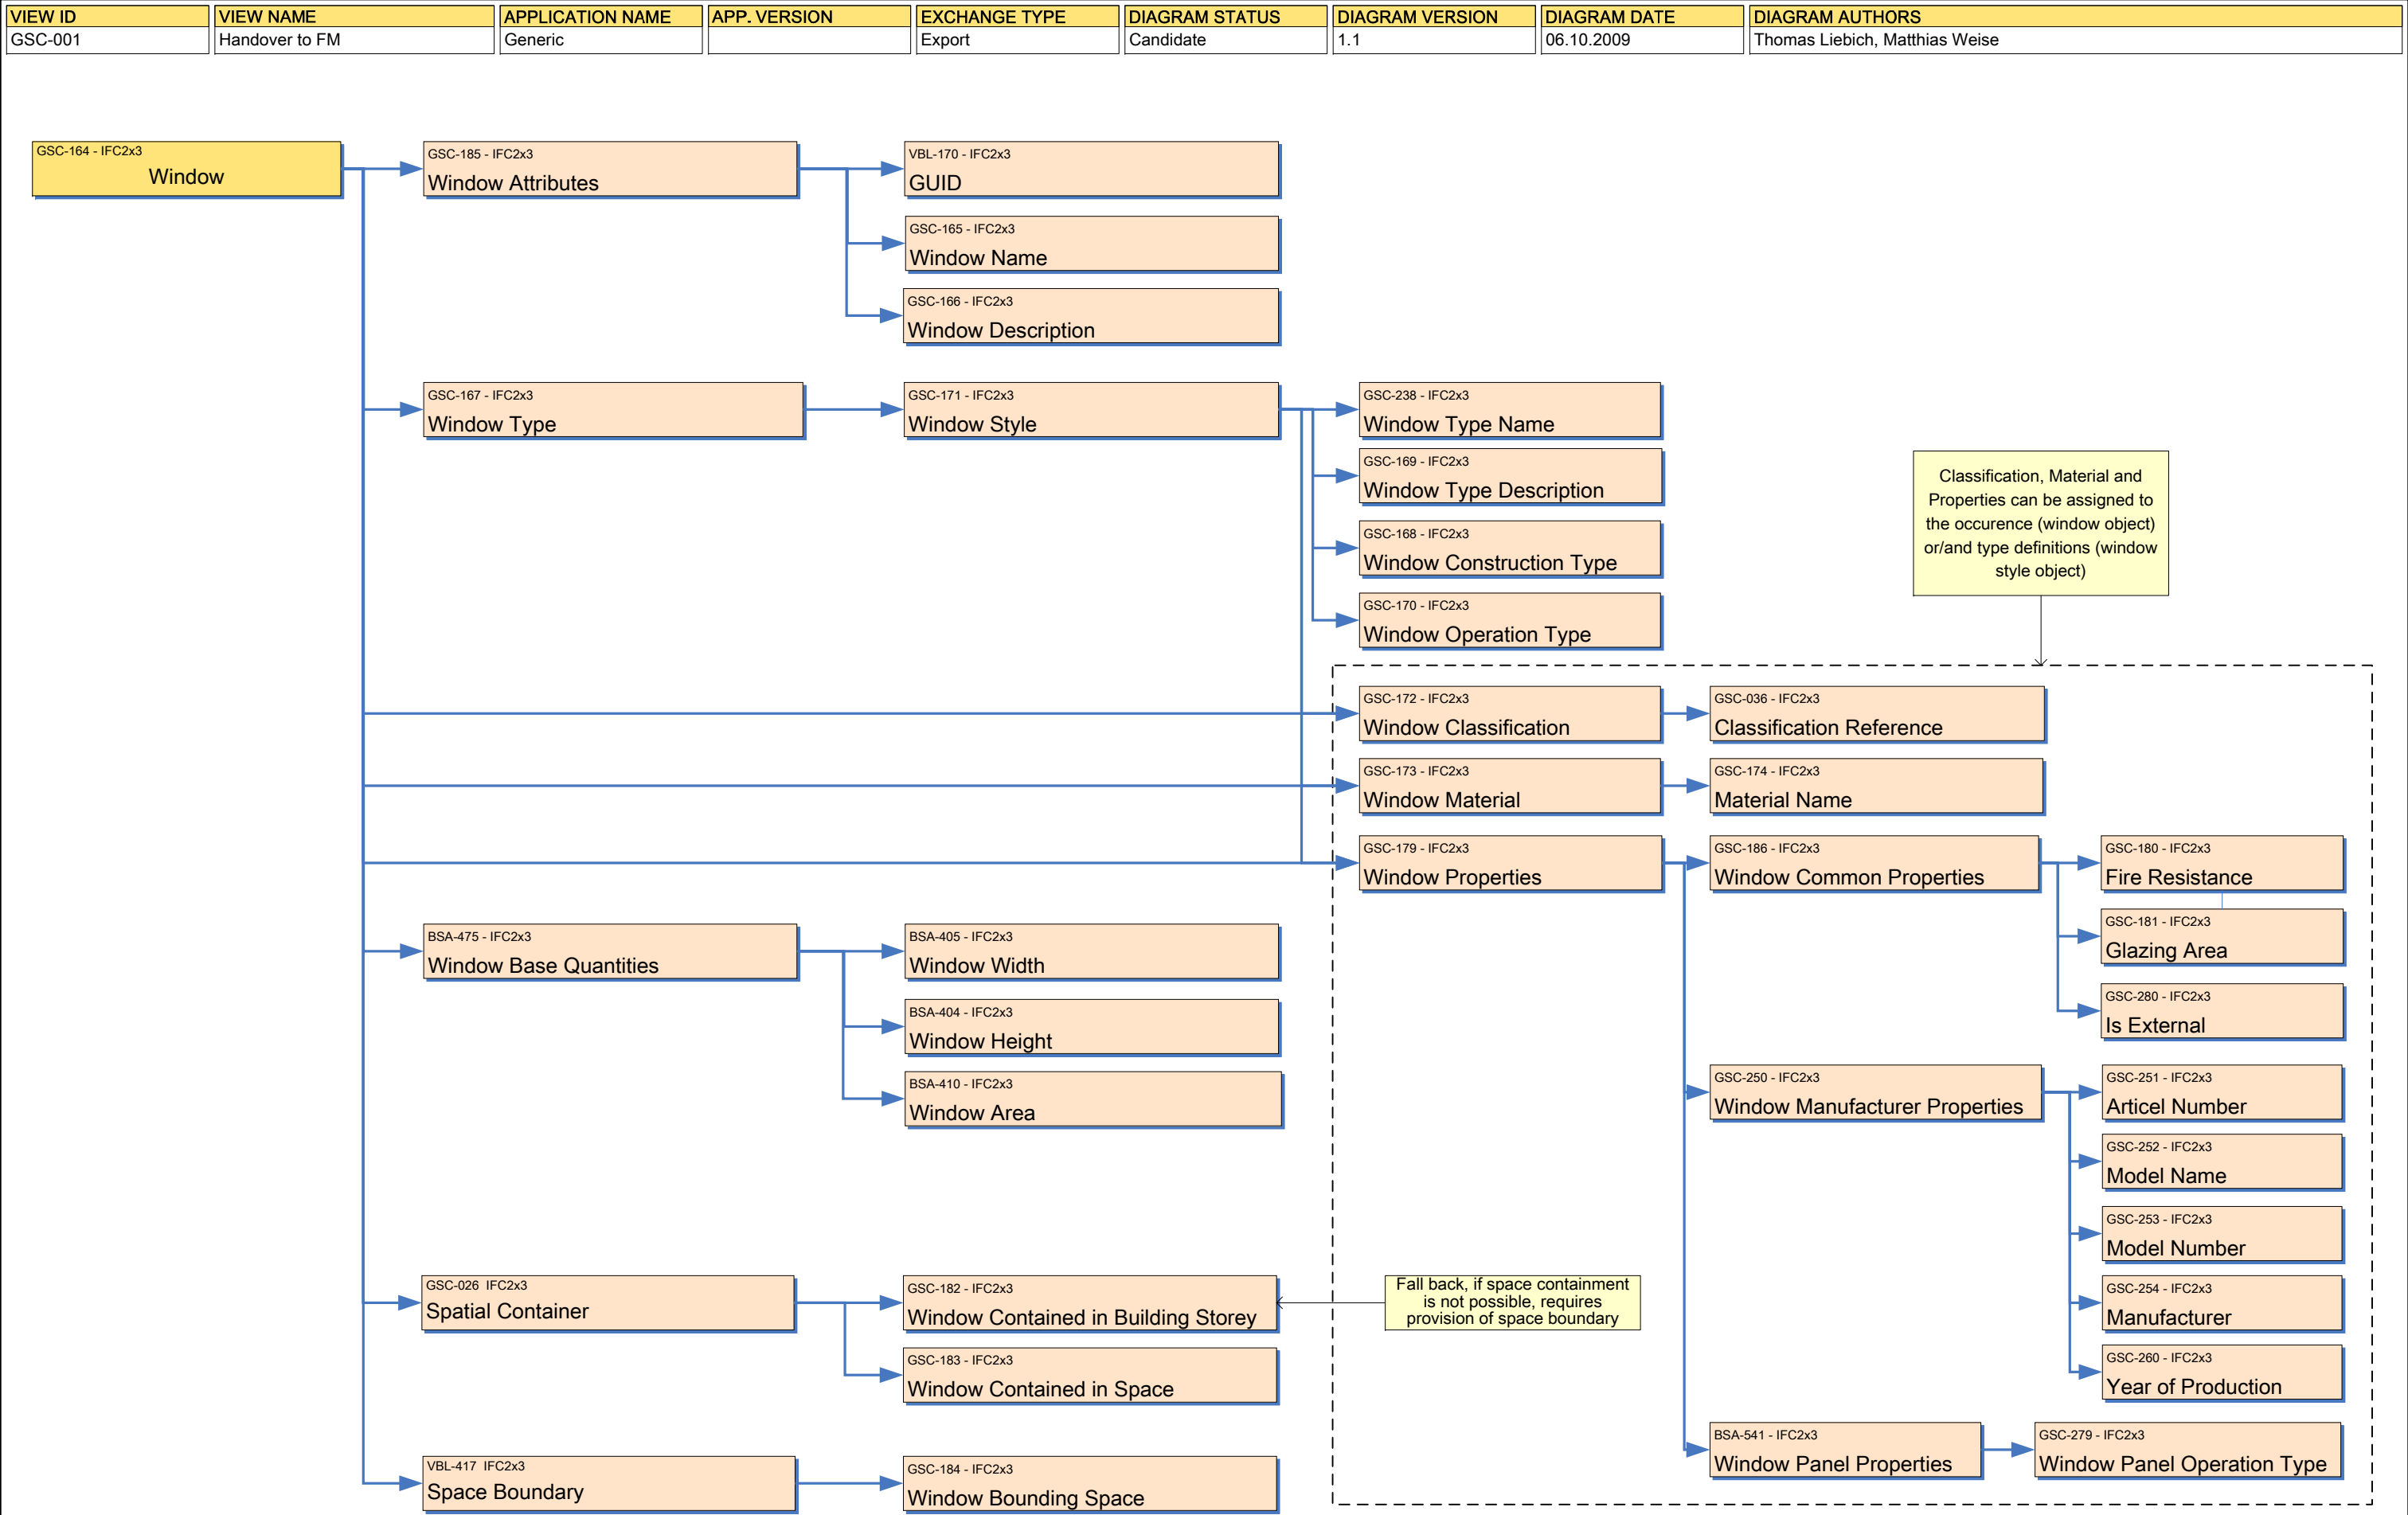 VIEW ID
GSC-001
VIEW NAME
Handover to FM
APPLICATION NAME
Generic
APP. VERSION
EXCHANGE TYPE
Export
DIAGRAM STATUS
Candidate
DIAGRAM VERSION
1.1
DIAGRAM DATE
06.10.2009
DIAGRAM AUTHORS
Thomas Liebich, Matthias Weise
GSC-164 - IFC2x3
Window
GSC-185 - IFC2x3
Window Attributes
VBL-170 - IFC2x3
GUID
GSC-165 - IFC2x3
Window Name
GSC-166 - IFC2x3
Window Description
GSC-167 - IFC2x3
Window Type
GSC-171 - IFC2x3
Window Style
GSC-238 - IFC2x3
Window Type Name
GSC-169 - IFC2x3
Window Type Description
GSC-168 - IFC2x3
Window Construction Type
GSC-170 - IFC2x3
Window Operation Type
Classification, Material and
Properties can be assigned to
the occurence (window object)
or/and type definitions (window
style object)
GSC-172 - IFC2x3
Window Classification
GSC-036 - IFC2x3
Classification Reference
GSC-173 - IFC2x3
Window Material
GSC-174 - IFC2x3
Material Name
GSC-179 - IFC2x3
Window Properties
GSC-186 - IFC2x3
Window Common Properties
GSC-180 - IFC2x3
Fire Resistance
GSC-181 - IFC2x3
Glazing Area
GSC-280 - IFC2x3
Is External
GSC-250 - IFC2x3
Window Manufacturer Properties
GSC-251 - IFC2x3
Articel Number
GSC-252 - IFC2x3
Model Name
GSC-253 - IFC2x3
Model Number
GSC-254 - IFC2x3
Manufacturer
GSC-260 - IFC2x3
Year of Production
BSA-541 - IFC2x3
Window Panel Properties
GSC-279 - IFC2x3
Window Panel Operation Type
BSA-475 - IFC2x3
Window Base Quantities
BSA-405 - IFC2x3
Window Width
BSA-404 - IFC2x3
Window Height
BSA-410 - IFC2x3
Window Area
GSC-026 IFC2x3
Spatial Container
GSC-182 - IFC2x3
Window Contained in Building Storey
Fall back, if space containment
is not possible, requires
provision of space boundary
GSC-183 - IFC2x3
Window Contained in Space
VBL-417 IFC2x3
Space Boundary
GSC-184 - IFC2x3
Window Bounding Space